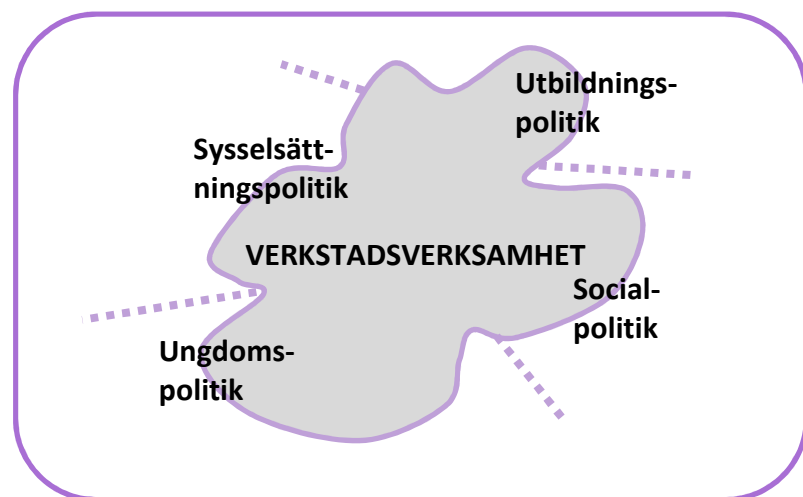 Utbildnings-
politik
Sysselsätt-
ningspolitik
VERKSTADSVERKSAMHET
Social-
politik
Ungdoms-
politik